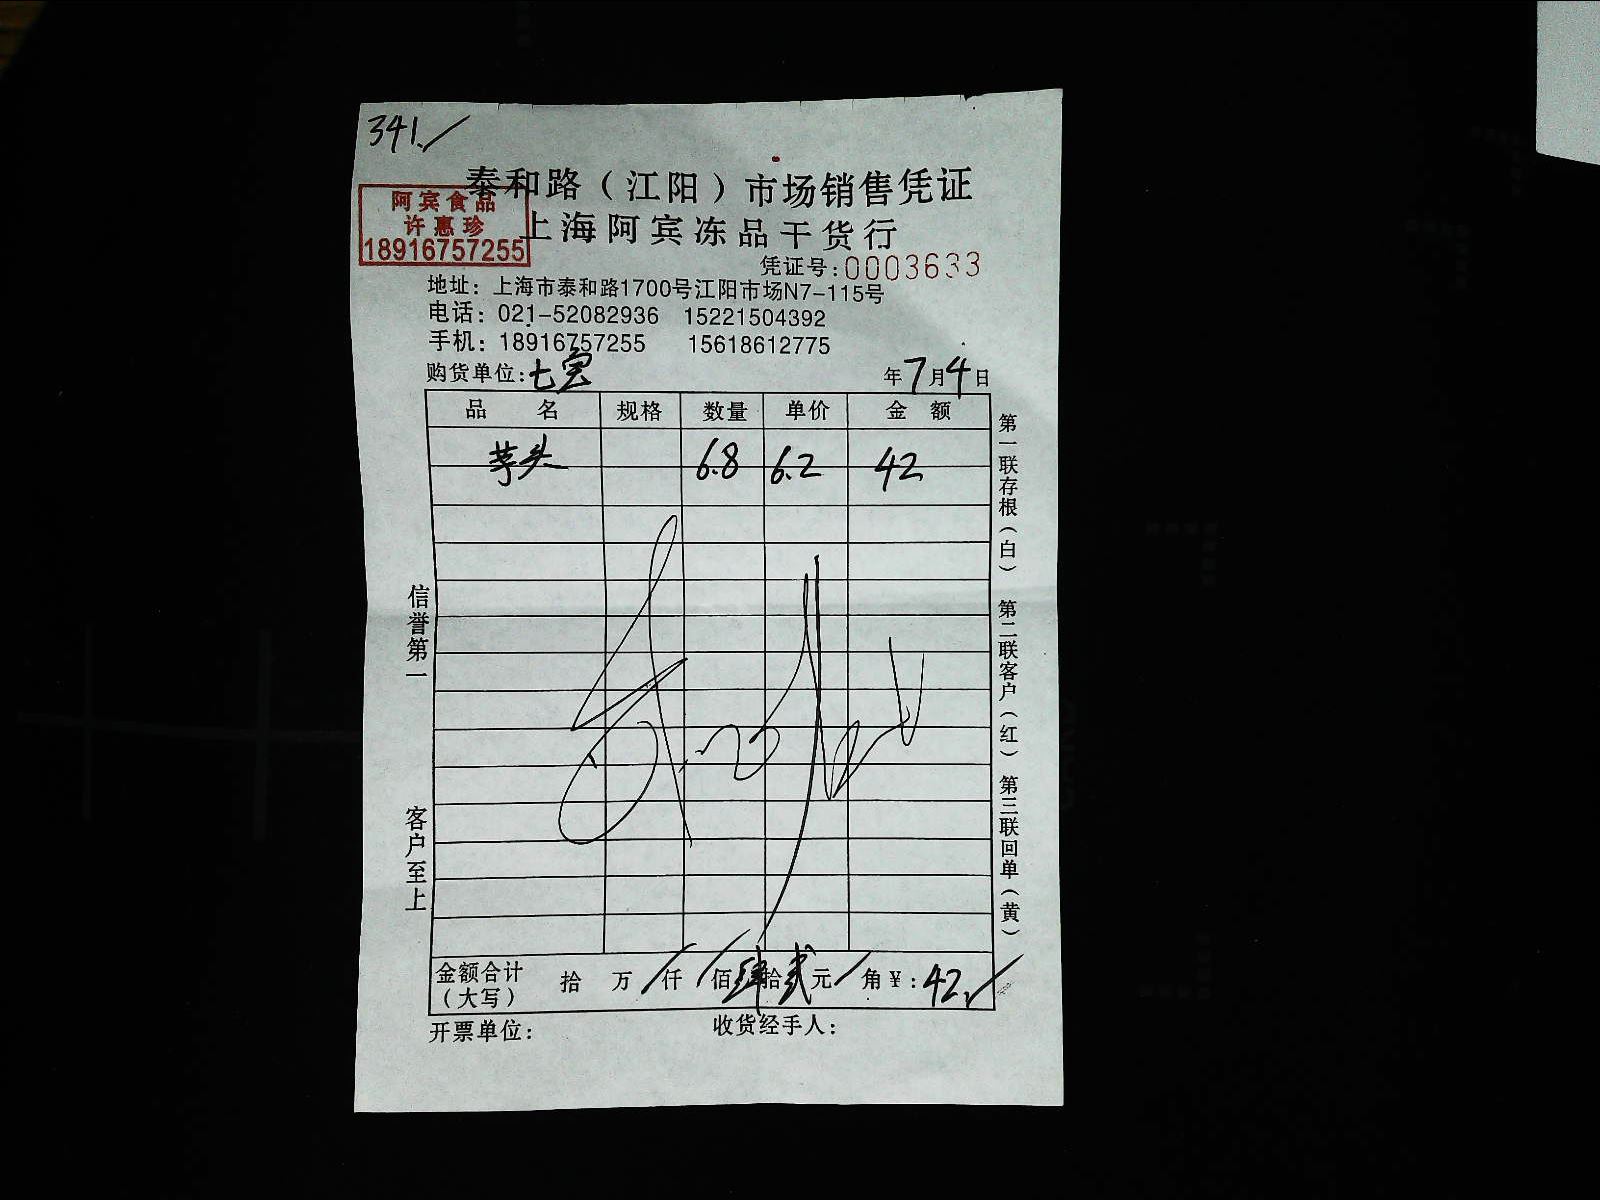 341.
泰和路（江阳）市场销售凭证
阿宾食品
许惠珍
18916757255
上海阿宾冻品干货行
凭证号:0003633
地址：上海市泰和路1700号江阳市场N7-115号
电话：021-52082936 15221504392
手机：18916757255 15618612775
购货单位:七宝 年7月4日
品 名 规格 数量 单价 金 额
芋头 6.8 6.2 42
信誉第一
客户至上
第一联存根（白） 第二联客户（红） 第三联回单（黄）
金额合计 拾 万 仟 佰 肆拾贰元 角¥:42.
（大写）
开票单位: 收货经手人: